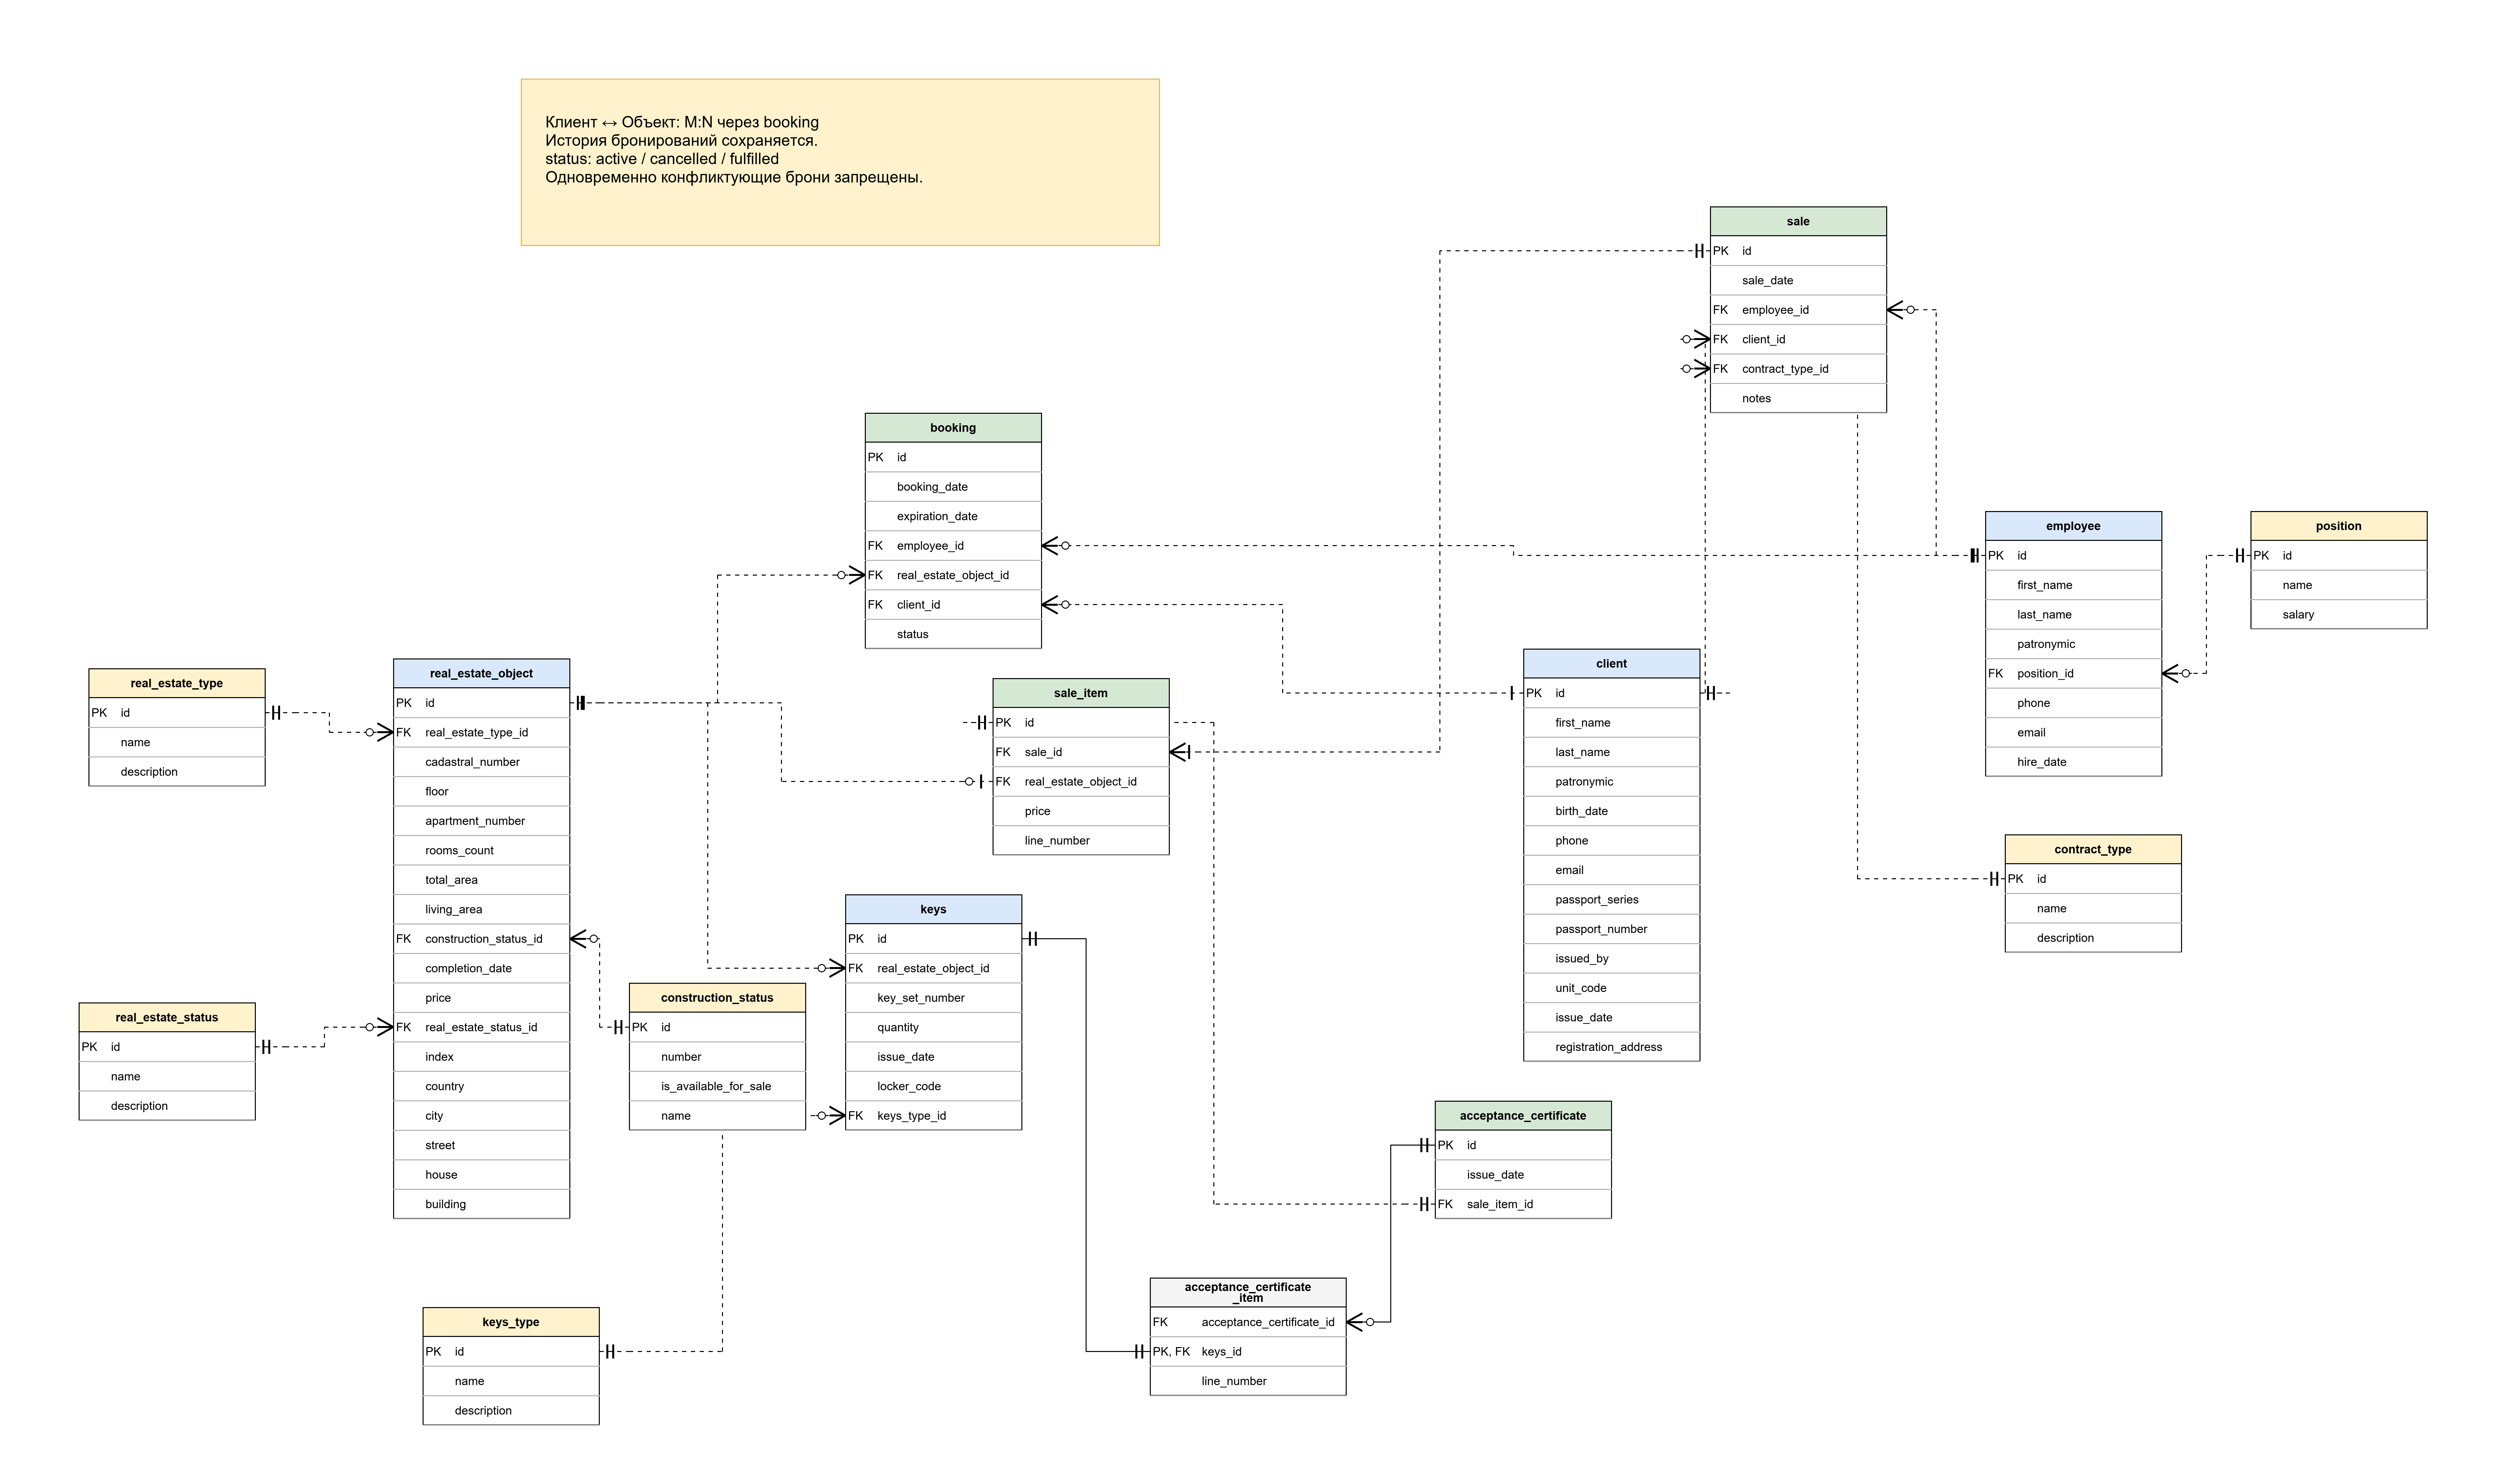 Клиент ↔ Объект: M:N через booking
История бронирований сохраняется.
status: active / cancelled / fulfilled
Одновременно конфликтующие брони запрещены.
sale
PK id
sale_date
FK employee_id
FK client_id
FK contract_type_id
notes
booking
PK id
booking_date
expiration_date
FK employee_id
FK real_estate_object_id
FK client_id
status
employee
PK id
first_name
last_name
patronymic
FK position_id
phone
email
hire_date
position
PK id
name
salary
real_estate_type
PK id
name
description
real_estate_object
PK id
FK real_estate_type_id
cadastral_number
floor
apartment_number
rooms_count
total_area
living_area
FK construction_status_id
completion_date
price
FK real_estate_status_id
index
country
city
street
house
building
sale_item
PK id
FK sale_id
FK real_estate_object_id
price
line_number
client
PK id
first_name
last_name
patronymic
birth_date
phone
email
passport_series
passport_number
issued_by
unit_code
issue_date
registration_address
contract_type
PK id
name
description
keys
PK id
FK real_estate_object_id
key_set_number
quantity
issue_date
locker_code
FK keys_type_id
construction_status
PK id
number
is_available_for_sale
name
real_estate_status
PK id
name
description
acceptance_certificate
PK id
issue_date
FK sale_item_id
acceptance_certificate
_item
FK acceptance_certificate_id
PK, FK keys_id
line_number
keys_type
PK id
name
description